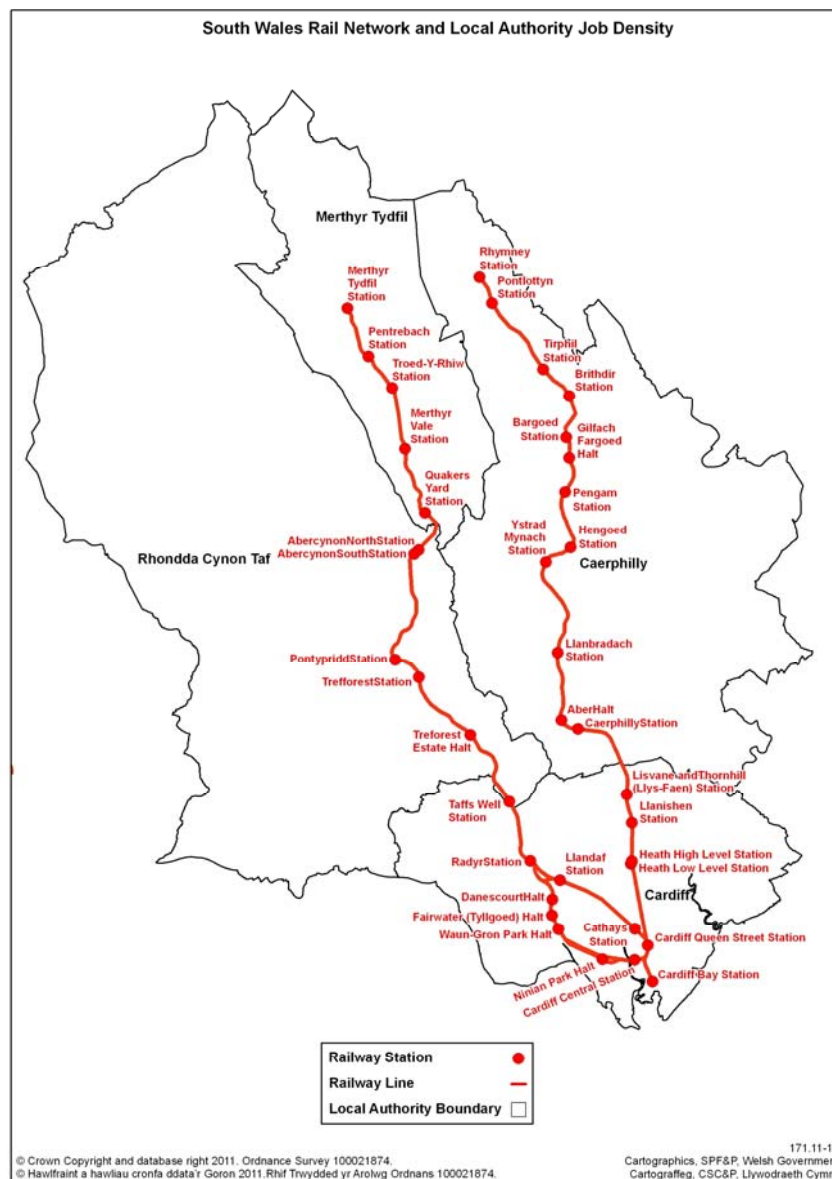 South Wales Rail Network and Local Authority Job Density
Merthyr Tydfil
Rhymney
Station
Pontlottyn
Station
Merthyr
Tydfil
Station
Pentrebach
Station
Troed-Y-Rhiw
Station
Tirphil
Station
Brithdir
Station
Merthyr
Vale
Station
Bargoed
Station
Gilfach
Fargoed
Halt
Quakers
Yard
Station
Pengam
Station
Ystrad
Mynach
Station
Hengoed
Station
AbercynonNorthStation
AbercynonSouthStation
Rhondda Cynon Taf
Caerphilly
PontypriddStation
Llanbradach
Station
TrefforestStation
AberHalt
CaerphillyStation
Treforest
Estate Halt
Lisvane andThornhill
(Llys-Faen) Station
Taffs Well
Station
Llanishen
Station
RadyrStation
Llandaf
Station
Heath High Level Station
Heath Low Level Station
DanescourtHalt
Cardiff
Fairwater (Tyllgoed) Halt
Waun-Gron Park Halt
Cathays
Station
Cardiff Queen Street Station
Ninian Park Halt
Cardiff Central Station
Cardiff Bay Station
Railway Station
Railway Line
Local Authority Boundary
171.11-1
© Crown Copyright and database right 2011. Ordnance Survey 100021874.
Cartographics, SPF&P, Welsh Governmen
© Hawlfraint a hawliau cronfa ddata'r Goron 2011.Rhif Trwydded yr Arolwg Ordnans 100021874.
Cartograffeg, CSC&P, Llywodraeth Cymr